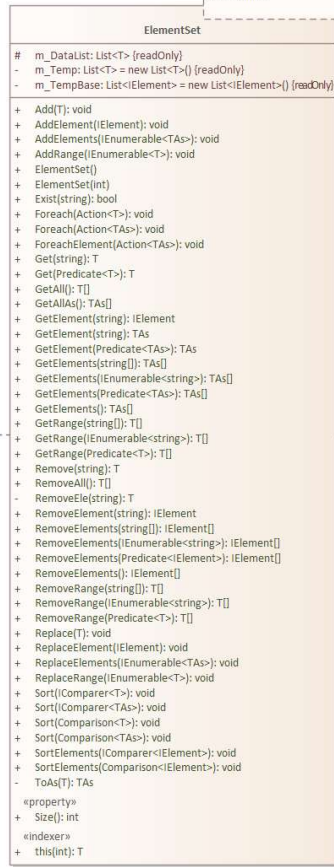 ElementSet
# m_DataList: List<T> {readOnly}
- m_Temp: List<T> = new List<T>() {readOnly}
- m_TempBase: List<IElement> = new List<IElement>() {readOnly}
+ Add(T): void
+ AddElement(IElement): void
+ AddElements(IEnumerable<TAs>): void
+ AddRange(IEnumerable<T>): void
+ ElementSet()
+ ElementSet(int)
+ Exist(string): bool
+ Foreach(Action<T>): void
+ Foreach(Action<TAs>): void
+ ForeachElement(Action<TAs>): void
+ Get(string): T
+ Get(Predicate<T>): T
+ GetAll(): T[]
+ GetAllAs(): TAs[]
+ GetElement(string): IElement
+ GetElement(string): TAs
+ GetElement(Predicate<TAs>): TAs
+ GetElements(string[]): TAs[]
+ GetElements(IEnumerable<string>): TAs[]
+ GetElements(Predicate<TAs>): TAs[]
+ GetElements(): TAs[]
+ GetRange(string[]): T[]
+ GetRange(IEnumerable<string>): T[]
+ GetRange(Predicate<T>): T[]
+ Remove(string): T
+ RemoveAll(): T[]
- RemoveEle(string): T
+ RemoveElement(string): IElement
+ RemoveElements(string[]): IElement[]
+ RemoveElements(IEnumerable<string>): IElement[]
+ RemoveElements(Predicate<IElement>): IElement[]
+ RemoveElements(): IElement[]
+ RemoveRange(string[]): T[]
+ RemoveRange(IEnumerable<string>): T[]
+ RemoveRange(Predicate<T>): T[]
+ Replace(T): void
+ ReplaceElement(IElement): void
+ ReplaceElements(IEnumerable<TAs>): void
+ ReplaceRange(IEnumerable<T>): void
+ Sort(IComparer<T>): void
+ Sort(IComparer<TAs>): void
+ Sort(Comparison<T>): void
+ Sort(Comparison<TAs>): void
+ SortElements(IComparer<IElement>): void
+ SortElements(Comparison<IElement>): void
- ToAs(T): TAs
«property»
+ Size(): int
«indexer»
+ this(int): T